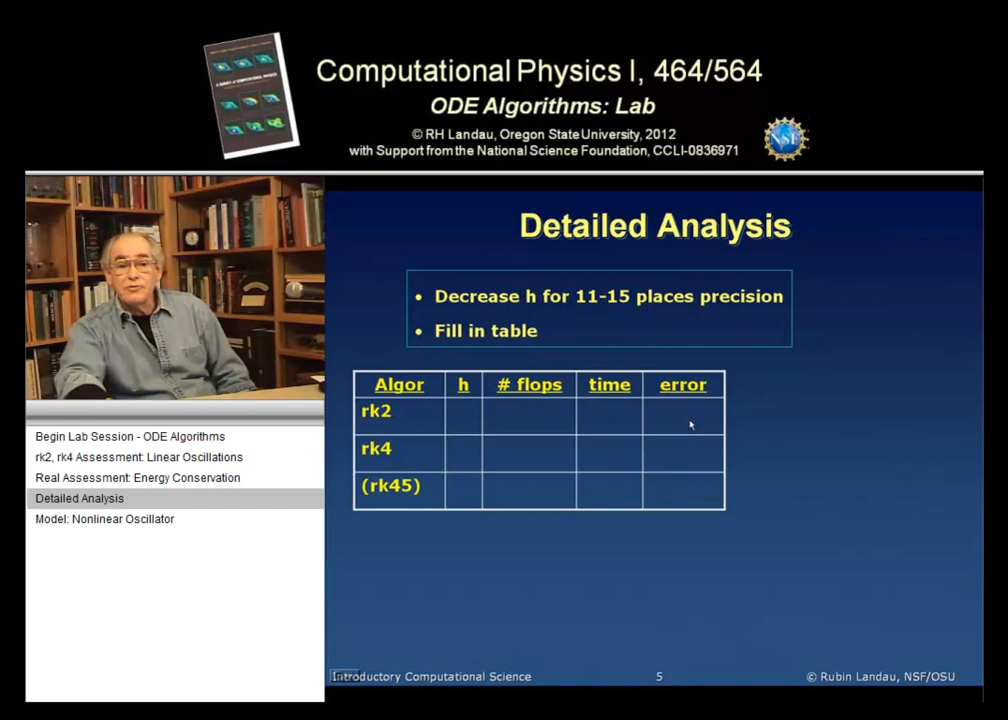 Computational Physics I, 464/564
ODE Algorithms: Lab
© RH Landau, Oregon State University, 2012
with Support from the National Science Foundation, CCLI-0836971
NSF
Detailed Analysis
• Decrease h for 11-15 places precision
• Fill in table
Algor h # flops time error
rk2
rk4
(rk45)
Begin Lab Session - ODE Algorithms
rk2, rk4 Assessment: Linear Oscillations
Real Assessment: Energy Conservation
Detailed Analysis
Model: Nonlinear Oscillator
Introductory Computational Science 5 © Rubin Landau, NSF/OSU